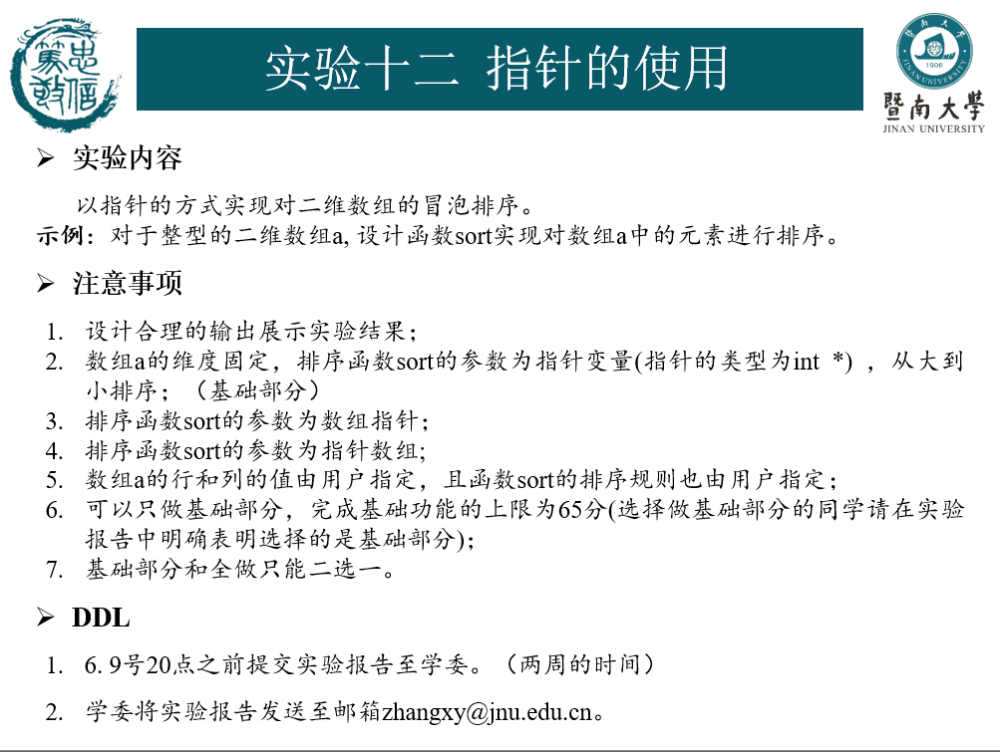 忠信
笃敬
实验十二 指针的使用
暨南大学
JINAN UNIVERSITY
1906
暨南大学
JINAN UNIVERSITY
➢ 实验内容
以指针的方式实现对二维数组的冒泡排序。
示例：对于整型的二维数组a, 设计函数sort实现对数组a中的元素进行排序。
➢ 注意事项
1. 设计合理的输出展示实验结果；
2. 数组a的维度固定，排序函数sort的参数为指针变量(指针的类型为int *) ，从大到
小排序；（基础部分）
3. 排序函数sort的参数为数组指针；
4. 排序函数sort的参数为指针数组;
5. 数组a的行和列的值由用户指定，且函数sort的排序规则也由用户指定；
6. 可以只做基础部分，完成基础功能的上限为65分(选择做基础部分的同学请在实验
报告中明确表明选择的是基础部分)；
7. 基础部分和全做只能二选一。
➢ DDL
1. 6. 9号20点之前提交实验报告至学委。（两周的时间）
2. 学委将实验报告发送至邮箱zhangxy@jnu.edu.cn。